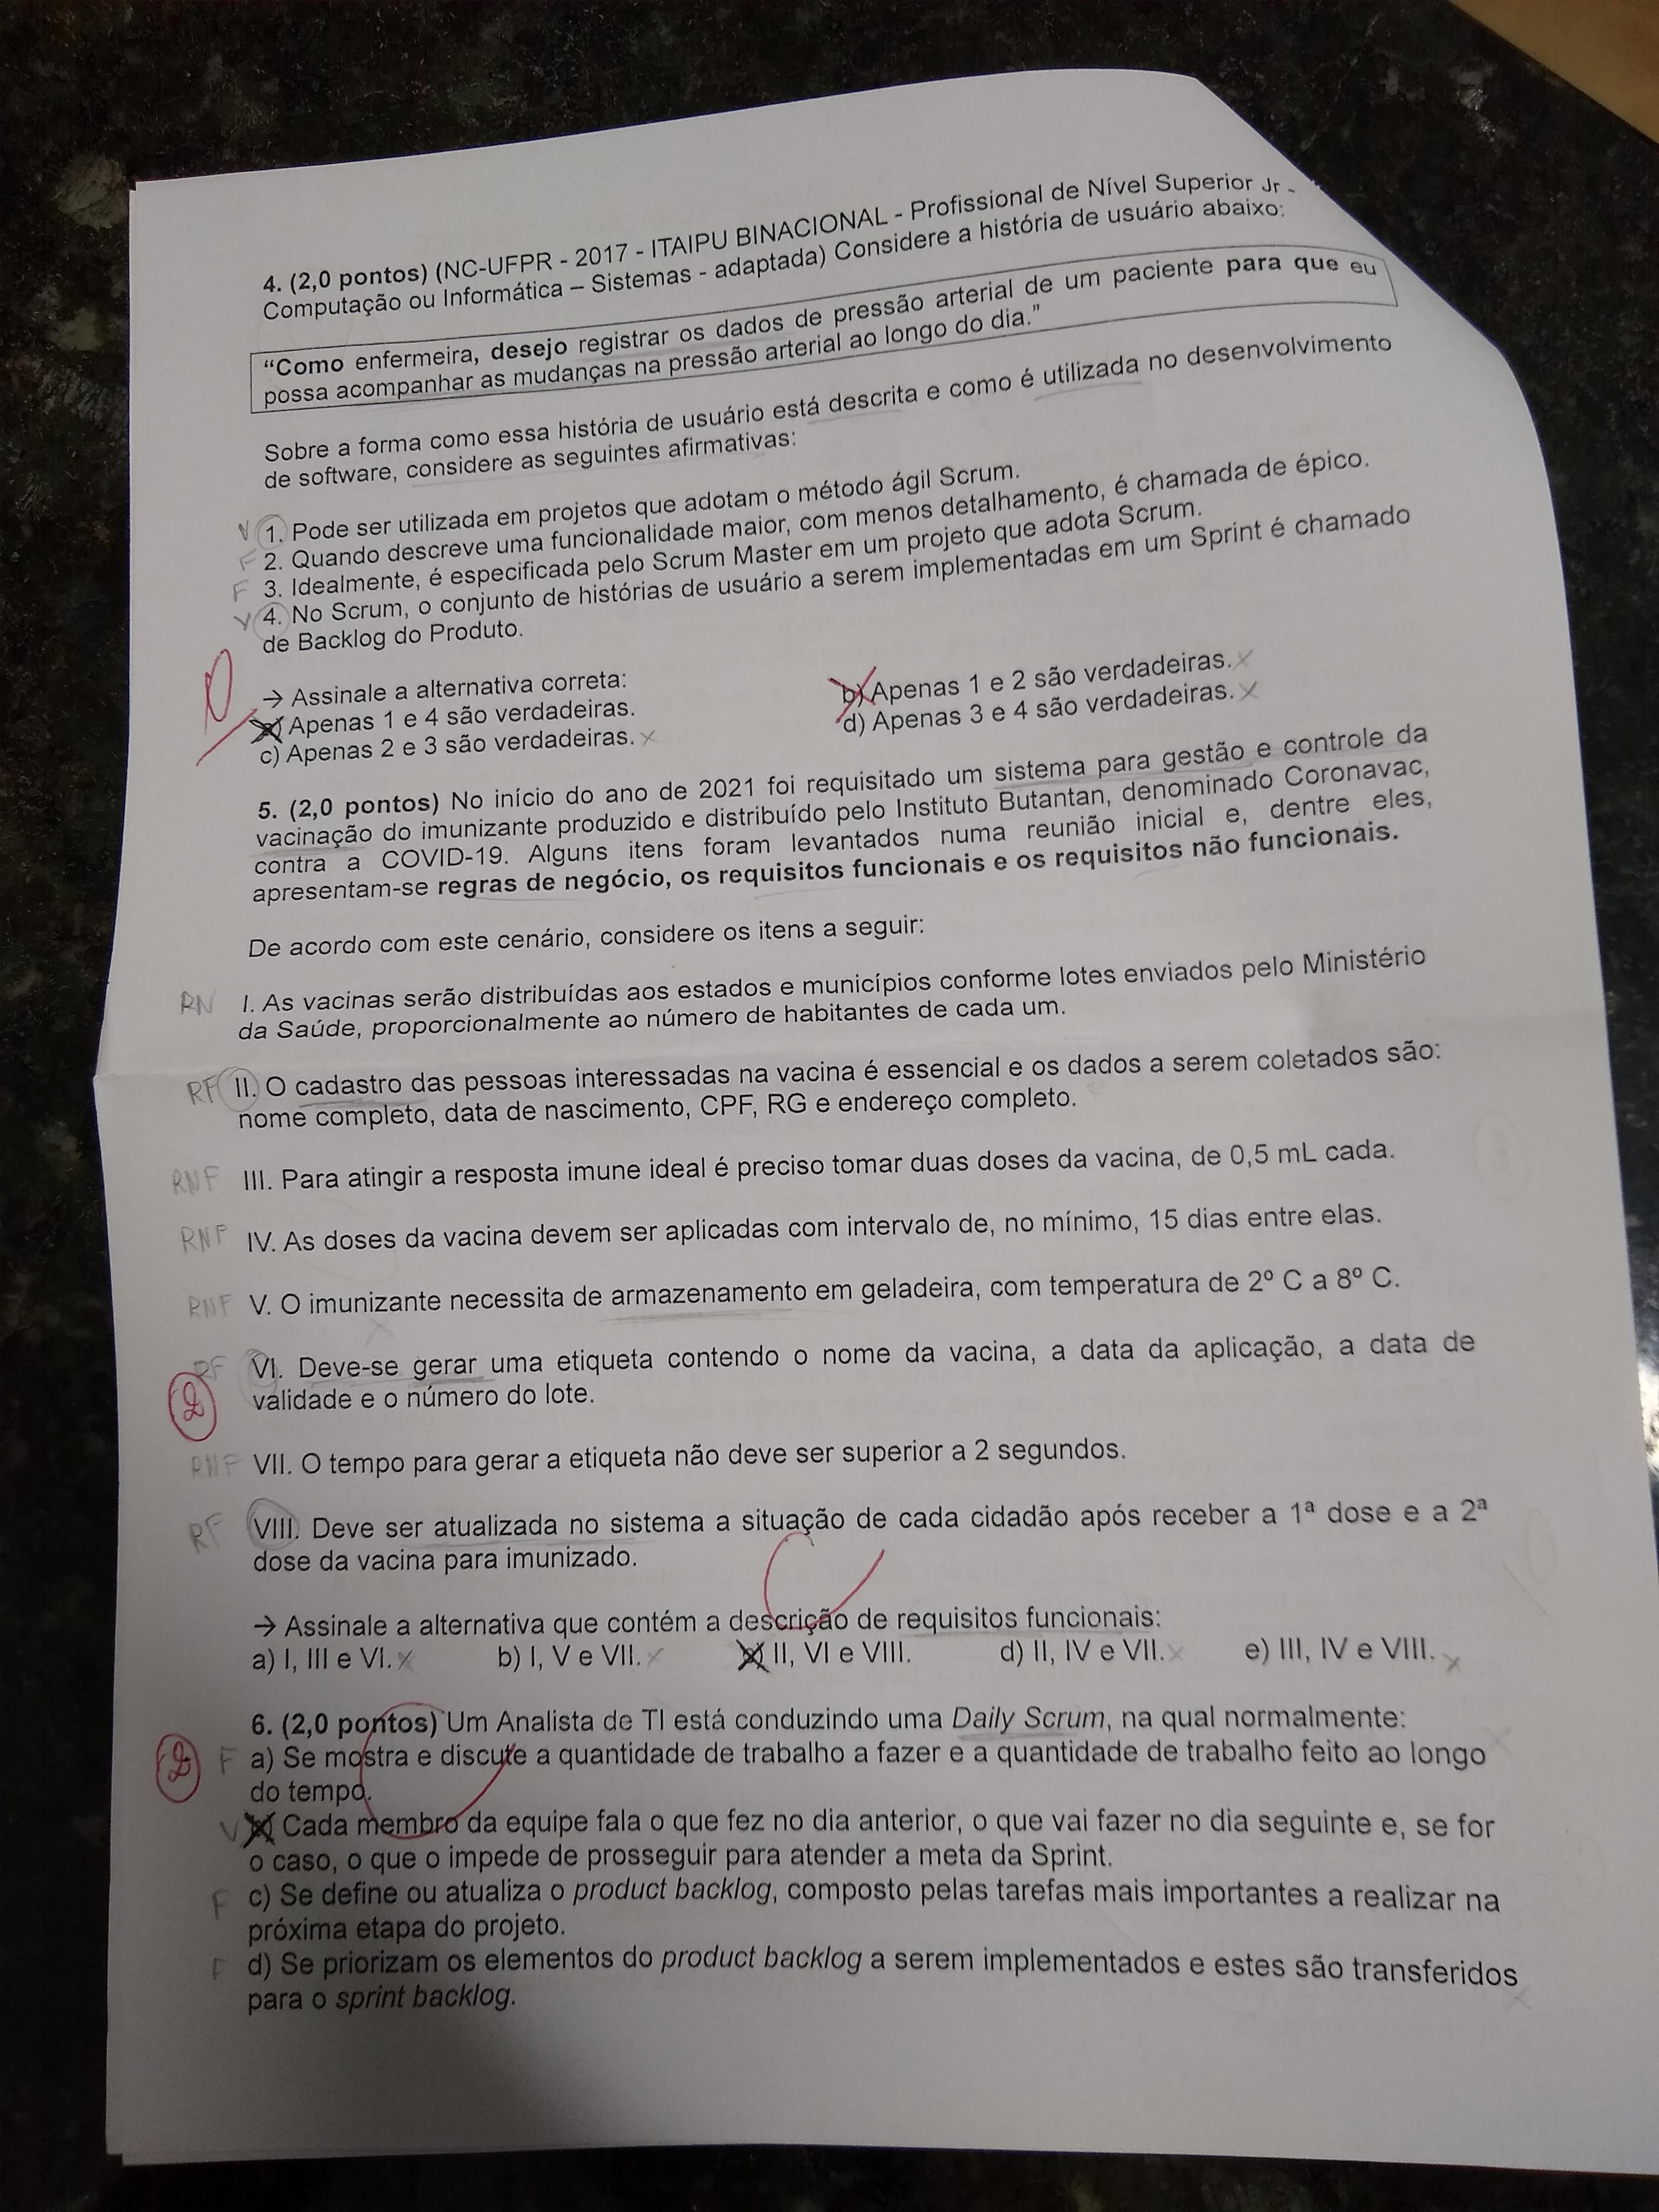 4. (2,0 pontos) (NC-UFPR - 2017 - ITAIPU BINACIONAL - Profissional de Nível Superior Jr -
Computação ou Informática – Sistemas - adaptada) Considere a história de usuário abaixo:
“Como enfermeira, desejo registrar os dados de pressão arterial de um paciente para que eu
possa acompanhar as mudanças na pressão arterial ao longo do dia.”
Sobre a forma como essa história de usuário está descrita e como é utilizada no desenvolvimento
de software, considere as seguintes afirmativas:
V 1. Pode ser utilizada em projetos que adotam o método ágil Scrum.
F 2. Quando descreve uma funcionalidade maior, com menos detalhamento, é chamada de épico.
F 3. Idealmente, é especificada pelo Scrum Master em um projeto que adota Scrum.
V 4. No Scrum, o conjunto de histórias de usuário a serem implementadas em um Sprint é chamado
de Backlog do Produto.
→ Assinale a alternativa correta:
a) Apenas 1 e 4 são verdadeiras.
b) Apenas 1 e 2 são verdadeiras. x
c) Apenas 2 e 3 são verdadeiras. x
d) Apenas 3 e 4 são verdadeiras. x
5. (2,0 pontos) No início do ano de 2021 foi requisitado um sistema para gestão e controle da
vacinação do imunizante produzido e distribuído pelo Instituto Butantan, denominado Coronavac,
contra a COVID-19. Alguns itens foram levantados numa reunião inicial e, dentre eles,
apresentam-se regras de negócio, os requisitos funcionais e os requisitos não funcionais.
De acordo com este cenário, considere os itens a seguir:
RN I. As vacinas serão distribuídas aos estados e municípios conforme lotes enviados pelo Ministério
da Saúde, proporcionalmente ao número de habitantes de cada um.
RF II. O cadastro das pessoas interessadas na vacina é essencial e os dados a serem coletados são:
nome completo, data de nascimento, CPF, RG e endereço completo.
RNF III. Para atingir a resposta imune ideal é preciso tomar duas doses da vacina, de 0,5 mL cada.
RNF IV. As doses da vacina devem ser aplicadas com intervalo de, no mínimo, 15 dias entre elas.
RNF V. O imunizante necessita de armazenamento em geladeira, com temperatura de 2º C a 8º C.
RF VI. Deve-se gerar uma etiqueta contendo o nome da vacina, a data da aplicação, a data de
2 validade e o número do lote.
RNF VII. O tempo para gerar a etiqueta não deve ser superior a 2 segundos.
RF VIII. Deve ser atualizada no sistema a situação de cada cidadão após receber a 1ª dose e a 2ª
dose da vacina para imunizado.
→ Assinale a alternativa que contém a descrição de requisitos funcionais:
a) I, III e VI. x b) I, V e VII. x c) II, VI e VIII. d) II, IV e VII. x e) III, IV e VIII. x
6. (2,0 pontos) Um Analista de TI está conduzindo uma Daily Scrum, na qual normalmente:
2 F a) Se mostra e discute a quantidade de trabalho a fazer e a quantidade de trabalho feito ao longo
do tempo.
V b) Cada membro da equipe fala o que fez no dia anterior, o que vai fazer no dia seguinte e, se for
o caso, o que o impede de prosseguir para atender a meta da Sprint.
F c) Se define ou atualiza o product backlog, composto pelas tarefas mais importantes a realizar na
próxima etapa do projeto.
F d) Se priorizam os elementos do product backlog a serem implementados e estes são transferidos
para o sprint backlog.